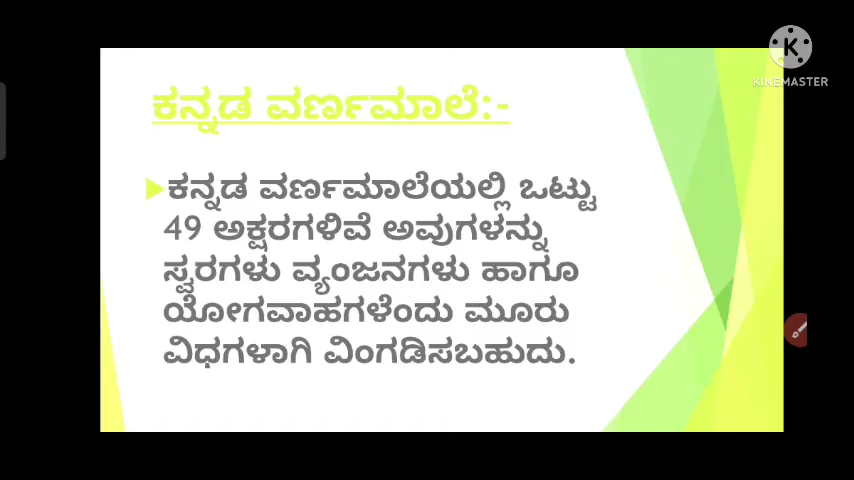 K
KINEMASTER
ಕನ್ನಡ ವರ್ಣಮಾಲೆ:-
ಕನ್ನಡ ವರ್ಣಮಾಲೆಯಲ್ಲಿ ಒಟ್ಟು
49 ಅಕ್ಷರಗಳಿವೆ ಅವುಗಳನ್ನು
ಸ್ವರಗಳು ವ್ಯಂಜನಗಳು ಹಾಗೂ
ಯೋಗವಾಹಗಳೆಂದು ಮೂರು
ವಿಧಗಳಾಗಿ ವಿಂಗಡಿಸಬಹುದು.